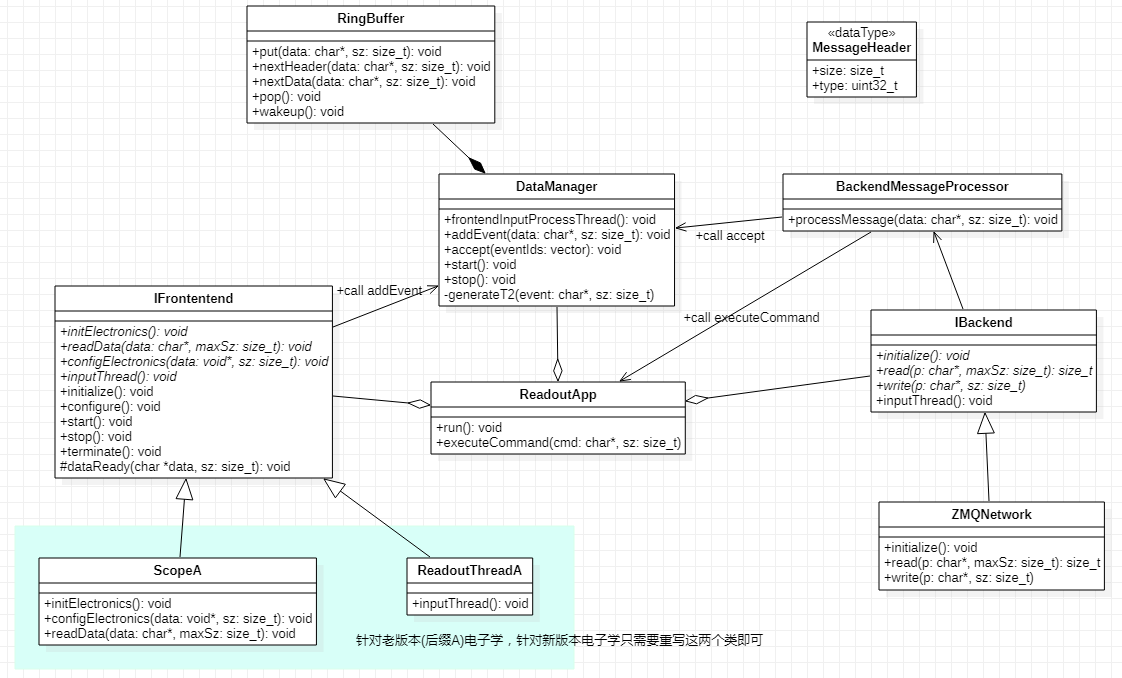 RingBuffer
+put(data: char*, sz: size_t): void
+nextHeader(data: char*, sz: size_t): void
+nextData(data: char*, sz: size_t): void
+pop(): void
+wakeup(): void
«dataType»
MessageHeader
+size: size_t
+type: uint32_t
DataManager
+frontendInputProcessThread(): void
+addEvent(data: char*, sz: size_t): void
+accept(eventIds: vector): void
+start(): void
+stop(): void
-generateT2(event: char*, sz: size_t)
BackendMessageProcessor
+processMessage(data: char*, sz: size_t): void
+call accept
+call addEvent
+call executeCommand
IFrontentend
+initElectronics(): void
+readData(data: char*, maxSz: size_t): void
+configElectronics(data: void*, sz: size_t): void
+inputThread(): void
+initialize(): void
+configure(): void
+start(): void
+stop(): void
+terminate(): void
#dataReady(char *data, sz: size_t): void
IBackend
+initialize(): void
+read(p: char*, maxSz: size_t): size_t
+write(p: char*, sz: size_t)
+inputThread(): void
ReadoutApp
+run(): void
+executeCommand(cmd: char*, sz: size_t)
ZMQNetwork
+initialize(): void
+read(p: char*, maxSz: size_t): size_t
+write(p: char*, sz: size_t)
ScopeA
+initElectronics(): void
+configElectronics(data: void*, sz: size_t): void
+readData(data: char*, maxSz: size_t): void
ReadoutThreadA
+inputThread(): void
针对老版本(后缀A)电子学，针对新版本电子学只需要重写这两个类即可